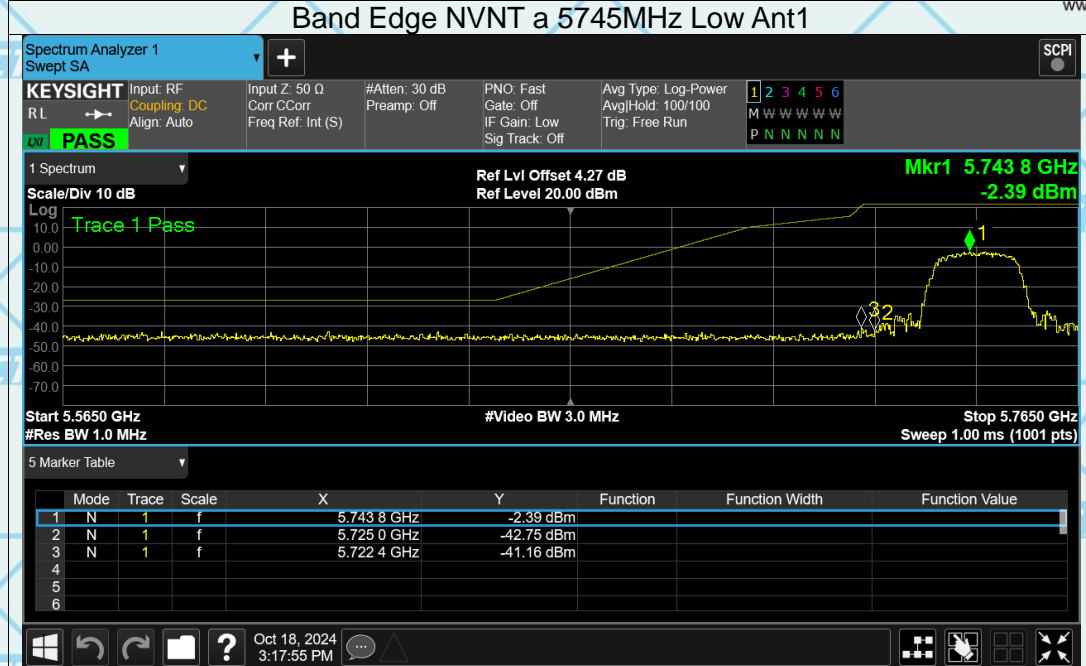 Band Edge NVNT a 5745MHz Low Ant1
Spectrum Analyzer 1
Swept SA
+
SCPI
KEYSIGHT
RL
LXI
PASS
Input: RF
Coupling: DC
Align: Auto
Input Z: 50 Ω
Corr CCorr
Freq Ref: Int (S)
#Atten: 30 dB
Preamp: Off
PNO: Fast
Gate: Off
IF Gain: Low
Sig Track: Off
Avg Type: Log-Power
Avg|Hold: 100/100
Trig: Free Run
1 2 3 4 5 6
M W W W W W
P N N N N N
1 Spectrum
Scale/Div 10 dB
Ref Lvl Offset 4.27 dB
Ref Level 20.00 dBm
Mkr1 5.743 8 GHz
-2.39 dBm
Log
Trace 1 Pass
10.0
0.00
-10.0
-20.0
-30.0
-40.0
-50.0
-60.0
-70.0
1
3
2
Start 5.5650 GHz
#Video BW 3.0 MHz
Stop 5.7650 GHz
#Res BW 1.0 MHz
Sweep 1.00 ms (1001 pts)
5 Marker Table
Mode Trace Scale X Y Function Function Width Function Value
1 N 1 f 5.743 8 GHz -2.39 dBm
2 N 1 f 5.725 0 GHz -42.75 dBm
3 N 1 f 5.722 4 GHz -41.16 dBm
4
5
6
?
Oct 18, 2024
3:17:55 PM